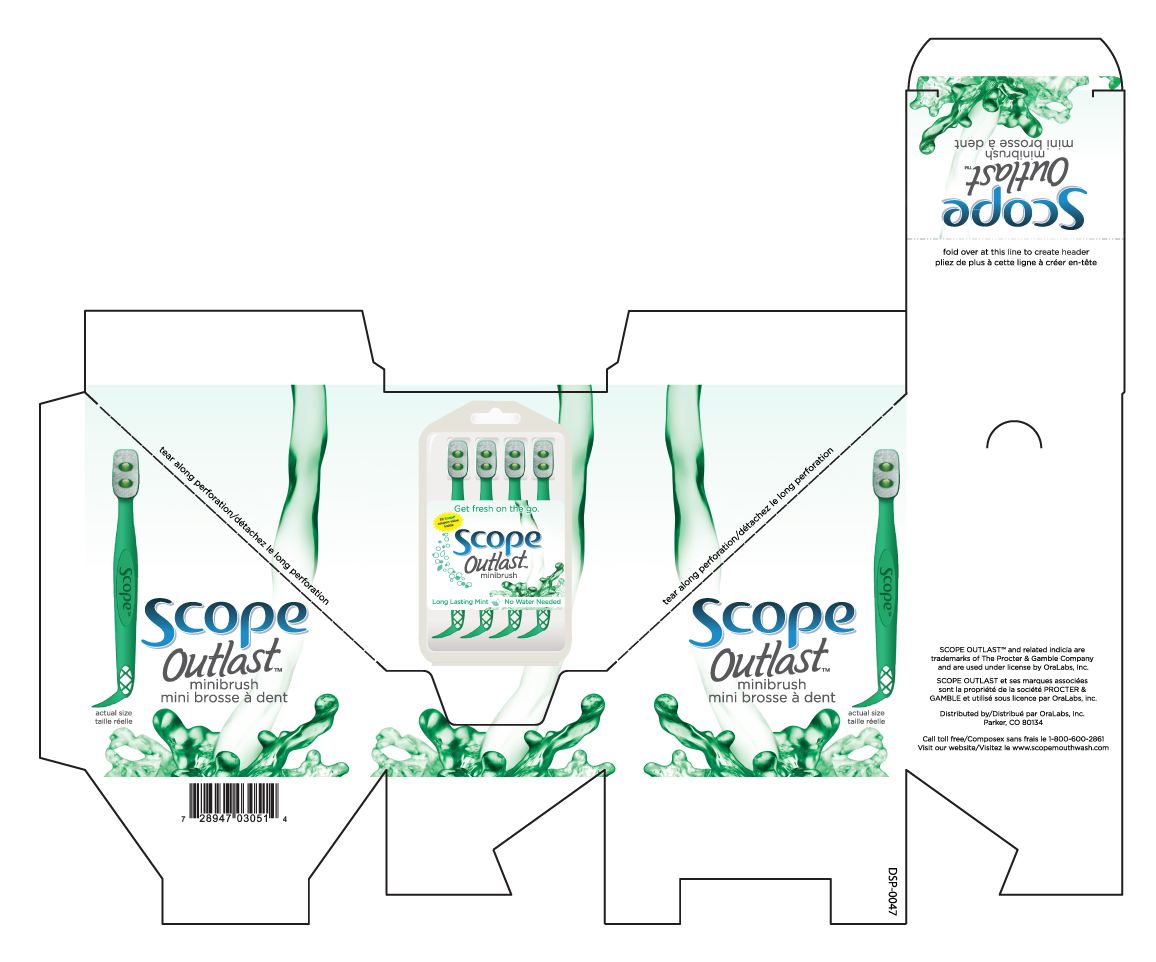 mini brosse à dent
minibrush
Outlast™
Scope
fold over at this line to create header
pliez de plus à cette ligne à créer en-tête
tear along perforation/détachez le long perforation
Scope™
Scope
Outlast™
minibrush
mini brosse à dent
actual size
taille réelle
7 28947 03051 4
Get fresh on the go.
Scope
Outlast™
minibrush
Long Lasting Mint
No Water Needed
tear along perforation/détachez le long perforation
Scope
Outlast™
minibrush
mini brosse à dent
Scope™
actual size
taille réelle
DSP-0047
SCOPE OUTLAST™ and related indicia are
trademarks of The Procter & Gamble Company
and are used under license by OraLabs, Inc.
SCOPE OUTLAST et ses marques associées
sont la propriété de la société PROCTER &
GAMBLE et utilisé sous licence par OraLabs, inc.
Distributed by/Distribué par OraLabs, Inc.
Parker, CO 80134
Call toll free/Composex sans frais le 1-800-600-2861
Visit our website/Visitez le www.scopemouthwash.com